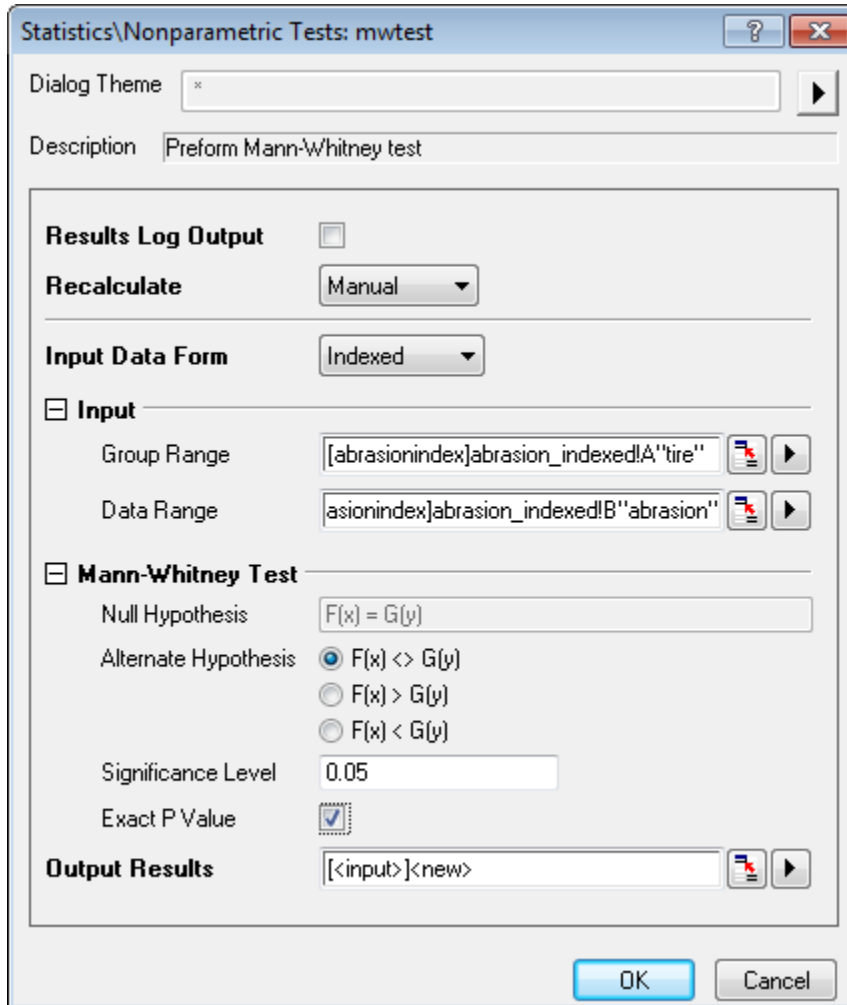 Statistics\Nonparametric Tests: mwtest
Dialog Theme *
Description Preform Mann-Whitney test
Results Log Output
Recalculate Manual
Input Data Form Indexed
Input
Group Range [abrasionindex]abrasion_indexed!A"tire"
Data Range asionindex]abrasion_indexed!B"abrasion"
Mann-Whitney Test
Null Hypothesis F(x) = G(y)
Alternate Hypothesis F(x) <> G(y)
F(x) > G(y)
F(x) < G(y)
Significance Level 0.05
Exact P Value
Output Results [<input>]<new>
OK Cancel